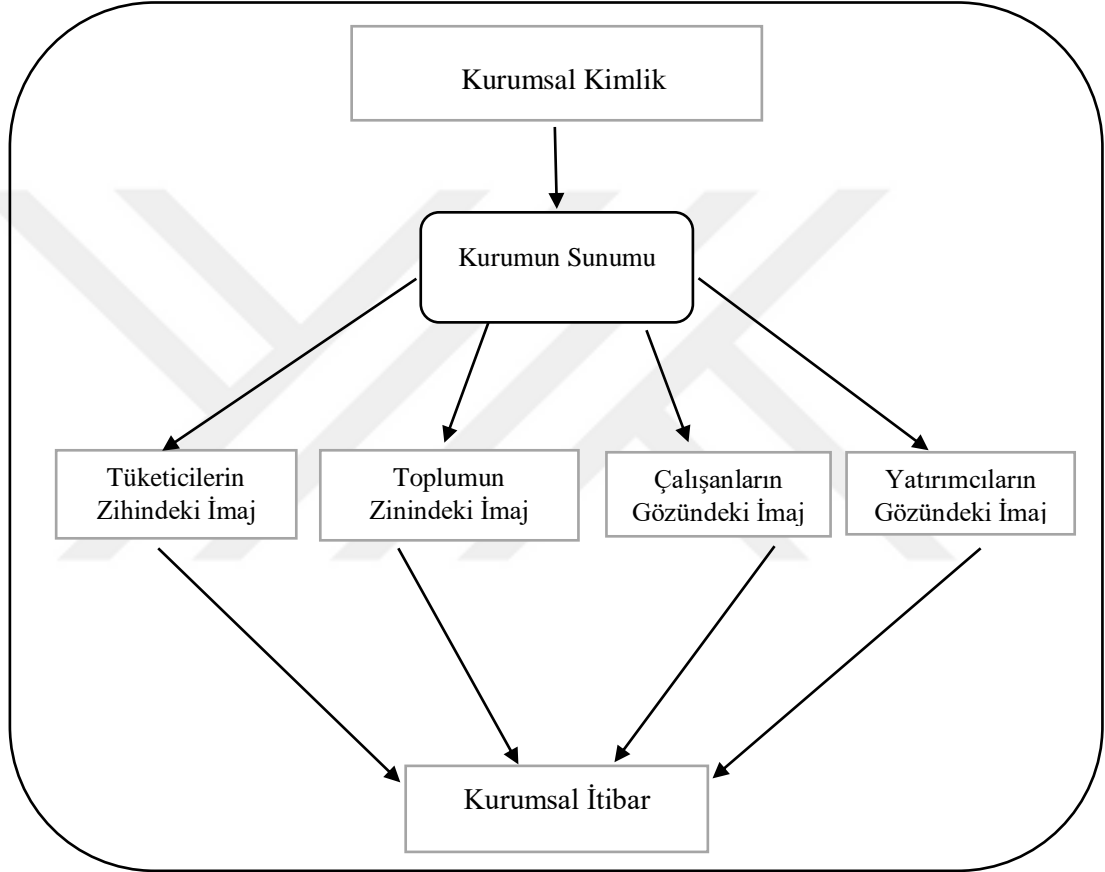 Kurumsal Kimlik
Kurumun Sunumu
Tüketicilerin
Zihindeki İmaj
Toplumun
Zinindeki İmaj
Çalışanların
Gözündeki İmaj
Yatırımcıların
Gözündeki İmaj
Kurumsal İtibar